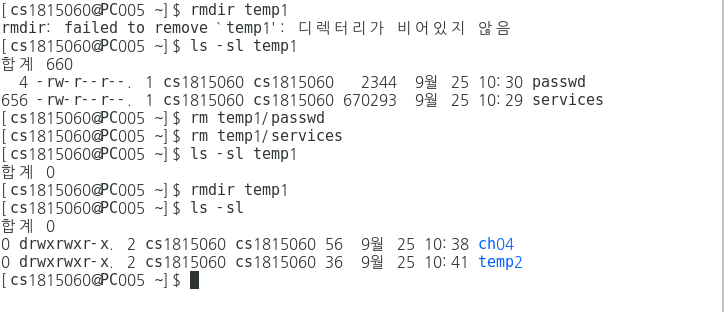 [cs1815060@PC005 ~]$ rmdir temp1
rmdir: failed to remove `temp1': 디렉터리가 비어있지 않음
[cs1815060@PC005 ~]$ ls -sl temp1
합계 660
  4 -rw-r--r--. 1 cs1815060 cs1815060   2344  9월  25 10:30 passwd
656 -rw-r--r--. 1 cs1815060 cs1815060 670293  9월  25 10:29 services
[cs1815060@PC005 ~]$ rm temp1/passwd
[cs1815060@PC005 ~]$ rm temp1/services
[cs1815060@PC005 ~]$ ls -sl temp1
합계 0
[cs1815060@PC005 ~]$ rmdir temp1
[cs1815060@PC005 ~]$ ls -sl
합계 0
0 drwxrwxr-x. 2 cs1815060 cs1815060 56  9월  25 10:38 ch04
0 drwxrwxr-x. 2 cs1815060 cs1815060 36  9월  25 10:41 temp2
[cs1815060@PC005 ~]$